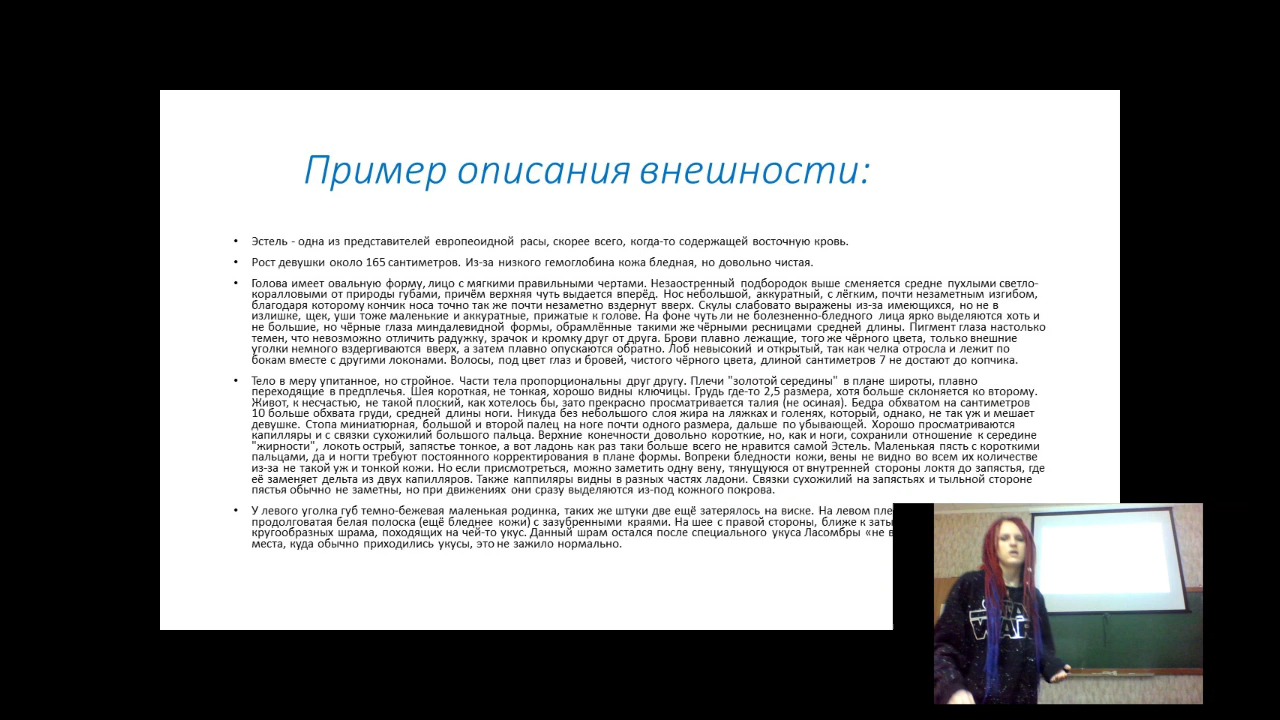 Пример описания внешности:
• Эстель - одна из представителей европеоидной расы, скорее всего, когда-то содержащей восточную кровь.
• Рост девушки около 165 сантиметров. Из-за низкого гемоглобина кожа бледная, но довольно чистая.
• Голова имеет овальную форму, лицо с мягкими правильными чертами. Незаостренный подбородок выше сменяется средне пухлыми светло-
коралловыми от природы губами, причём верхняя чуть выдается вперёд. Нос небольшой, аккуратный, с лёгким, почти незаметным изгибом,
благодаря которому кончик носа точно так же почти незаметно вздернут вверх. Скулы слабовато выражены из-за имеющихся, но не в
излишке, щек, уши тоже маленькие и аккуратные, прижатые к голове. На фоне чуть ли не болезненно-бледного лица ярко выделяются хоть и
не большие, но чёрные глаза миндалевидной формы, обрамлённые такими же чёрными ресницами средней длины. Пигмент глаза настолько
темен, что невозможно отличить радужку, зрачок и кромку друг от друга. Брови плавно лежащие, того же чёрного цвета, только внешние
уголки немного вздергиваются вверх, а затем плавно опускаются обратно. Лоб невысокий и открытый, так как челка отросла и лежит по
бокам вместе с другими локонами. Волосы, под цвет глаз и бровей, чистого чёрного цвета, длиной сантиметров 7 не достают до копчика.
• Тело в меру упитанное, но стройное. Части тела пропорциональны друг другу. Плечи "золотой середины" в плане широты, плавно
переходящие в предплечья. Шея короткая, не тонкая, хорошо видны ключицы. Грудь где-то 2,5 размера, хотя больше склоняется ко второму.
Живот, к несчастью, не такой плоский, как хотелось бы, зато прекрасно просматривается талия (не осиная). Бедра обхватом на сантиметров
10 больше обхвата груди, средней длины ноги. Никуда без небольшого слоя жира на ляжках и голенях, который, однако, не так уж и мешает
девушке. Стопа миниатюрная, большой и второй палец на ноге почти одного размера, дальше по убывающей. Хорошо просматриваются
капилляры и с связки сухожилий большого пальца. Верхние конечности довольно короткие, но, как и ноги, сохранили отношение к середине
"жирности", локоть острый, запястье тонкое, а вот ладонь как раз таки больше всего не нравится самой Эстель. Маленькая пясть с короткими
пальцами, да и ногти требуют постоянного корректирования в плане формы. Вопреки бледности кожи, вены не видно во всем их количестве
из-за не такой уж и тонкой кожи. Но если присмотреться, можно заметить одну вену, тянущуюся от внутренней стороны локтя до запястья, где
её заменяет дельта из двух капилляров. Также каппиляры видны в разных частях ладони. Связки сухожилий на запястьях и тыльной стороне
пястья обычно не заметны, но при движениях они сразу выделяются из-под кожного покрова.
• У левого уголка губ темно-бежевая маленькая родинка, таких же штуки две ещё затерялось на виске. На левом пле
продолговатая белая полоска (ещё бледнее кожи) с зазубренными краями. На шее с правой стороны, ближе к заты
кругообразных шрама, походящих на чей-то укус. Данный шрам остался после специального укуса Ласомбры «не в
места, куда обычно приходились укусы, это не зажило нормально.